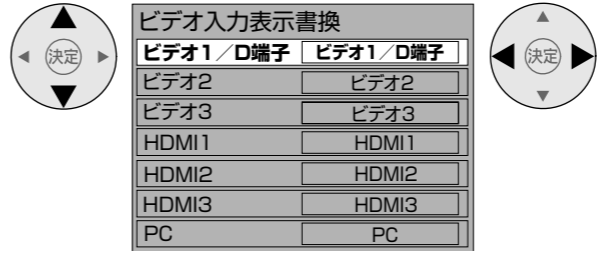 ビデオ入力表示書換
ビデオ1／D端子 ビデオ1／D端子
ビデオ2 ビデオ2
ビデオ3 ビデオ3
HDMI1 HDMI1
HDMI2 HDMI2
HDMI3 HDMI3
PC PC
決定
決定